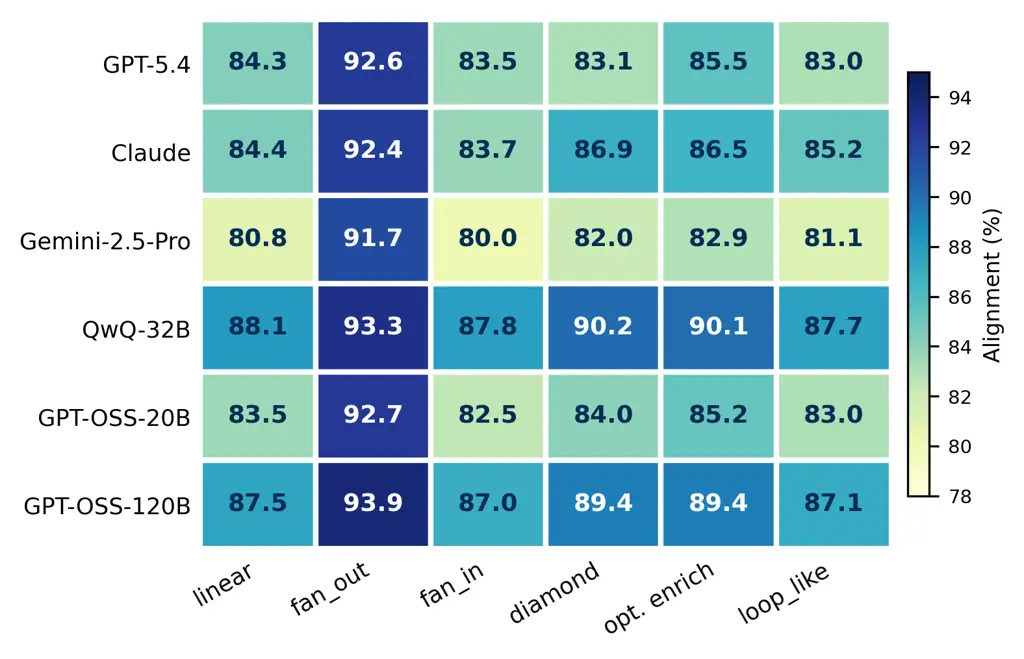 GPT-5.4 84.3 92.6 83.5 83.1 85.5 83.0
Claude 84.4 92.4 83.7 86.9 86.5 85.2
Gemini-2.5-Pro 80.8 91.7 80.0 82.0 82.9 81.1
QwQ-32B 88.1 93.3 87.8 90.2 90.1 87.7
GPT-OSS-20B 83.5 92.7 82.5 84.0 85.2 83.0
GPT-OSS-120B 87.5 93.9 87.0 89.4 89.4 87.1
linear fan_out fan_in diamond opt. enrich loop_like
94
92
90
88
86
84
82
80
78
Alignment (%)